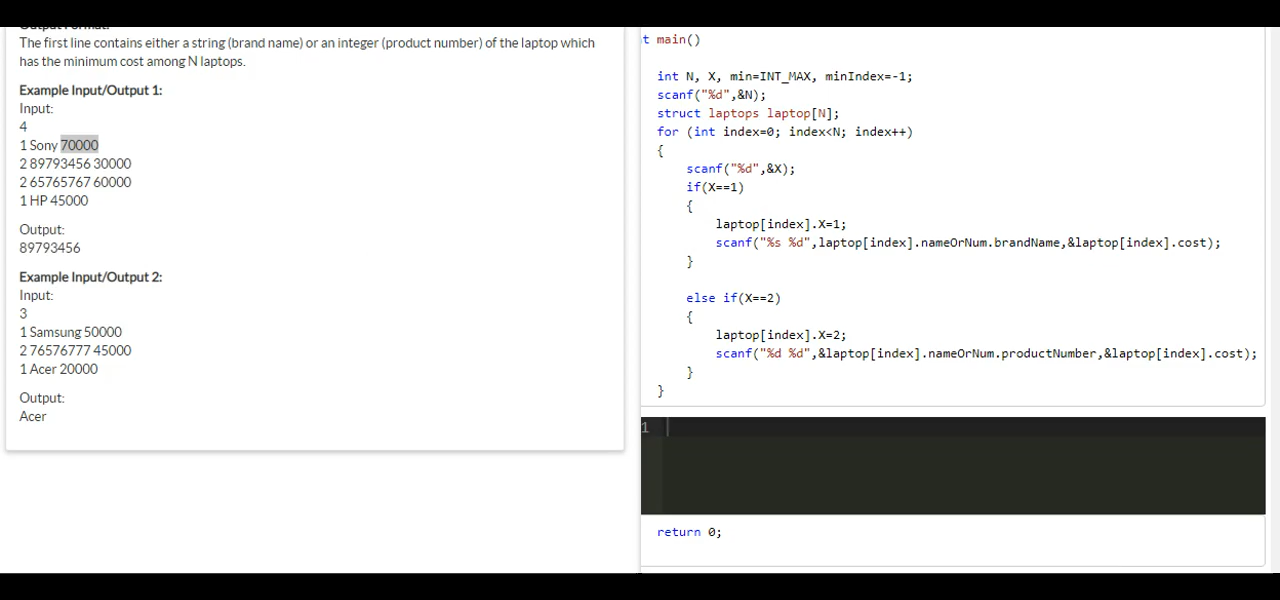 Output Format:
The first line contains either a string (brand name) or an integer (product number) of the laptop which
has the minimum cost among N laptops.
Example Input/Output 1:
Input:
4
1 Sony 70000
2 89793456 30000
2 65765767 60000
1 HP 45000
Output:
89793456
Example Input/Output 2:
Input:
3
1 Samsung 50000
2 76576777 45000
1 Acer 20000
Output:
Acer
t main()
int N, X, min=INT_MAX, minIndex=-1;
scanf("%d",&N);
struct laptops laptop[N];
for (int index=0; index<N; index++)
{
scanf("%d",&X);
if(X==1)
{
laptop[index].X=1;
scanf("%s %d",laptop[index].nameOrNum.brandName,&laptop[index].cost);
}
else if(X==2)
{
laptop[index].X=2;
scanf("%d %d",&laptop[index].nameOrNum.productNumber,&laptop[index].cost);
}
}
1
return 0;